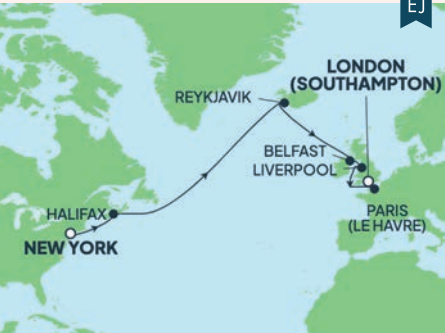 EJ
LONDON
(SOUTHAMPTON)
REYKJAVIK
BELFAST
LIVERPOOL
HALIFAX
PARIS
(LE HAVRE)
NEW YORK